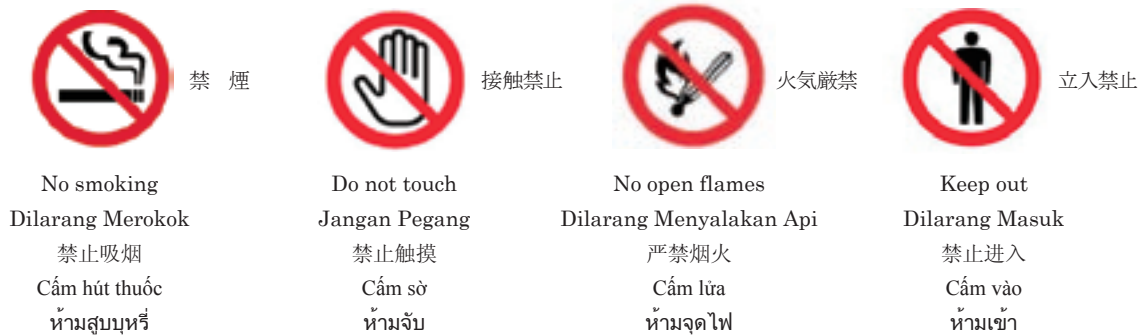 禁 煙
接触禁止
火気厳禁
立入禁止
No smoking
Do not touch
No open flames
Keep out
Dilarang Merokok
Jangan Pegang
Dilarang Menyalakan Api
Dilarang Masuk
禁止吸烟
禁止触摸
严禁烟火
禁止进入
Cấm hút thuốc
Cấm sờ
Cấm lửa
Cấm vào
ห้ามสูบบุหรี่
ห้ามจับ
ห้ามจุดไฟ
ห้ามเข้า